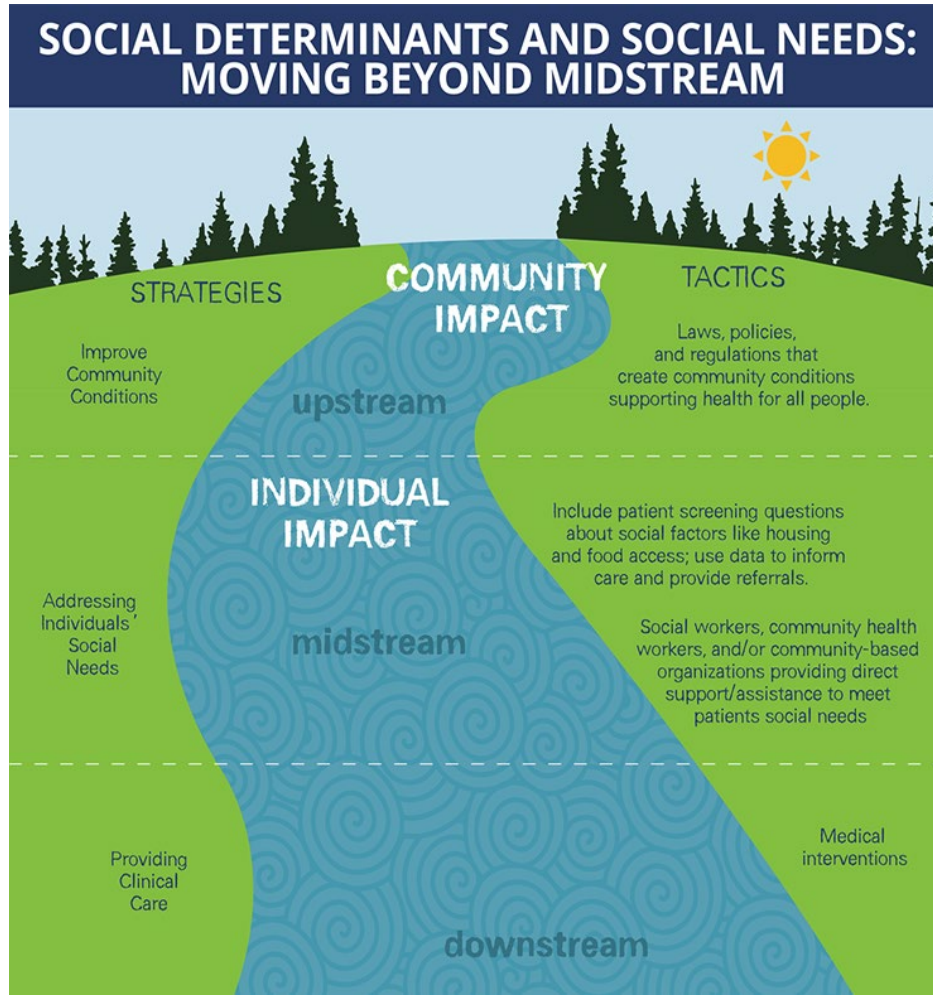 SOCIAL DETERMINANTS AND SOCIAL NEEDS:
MOVING BEYOND MIDSTREAM
STRATEGIES
COMMUNITY
IMPACT
TACTICS
Improve
Community
Conditions
upstream
Laws, policies,
and regulations that
create community conditions
supporting health for all people.
INDIVIDUAL
IMPACT
Addressing
Individuals'
Social
Needs
midstream
Include patient screening questions
about social factors like housing
and food access; use data to inform
care and provide referrals.
Social workers, community health
workers, and/or community-based
organizations providing direct
support/assistance to meet
patients social needs
Providing
Clinical
Care
downstream
Medical
interventions